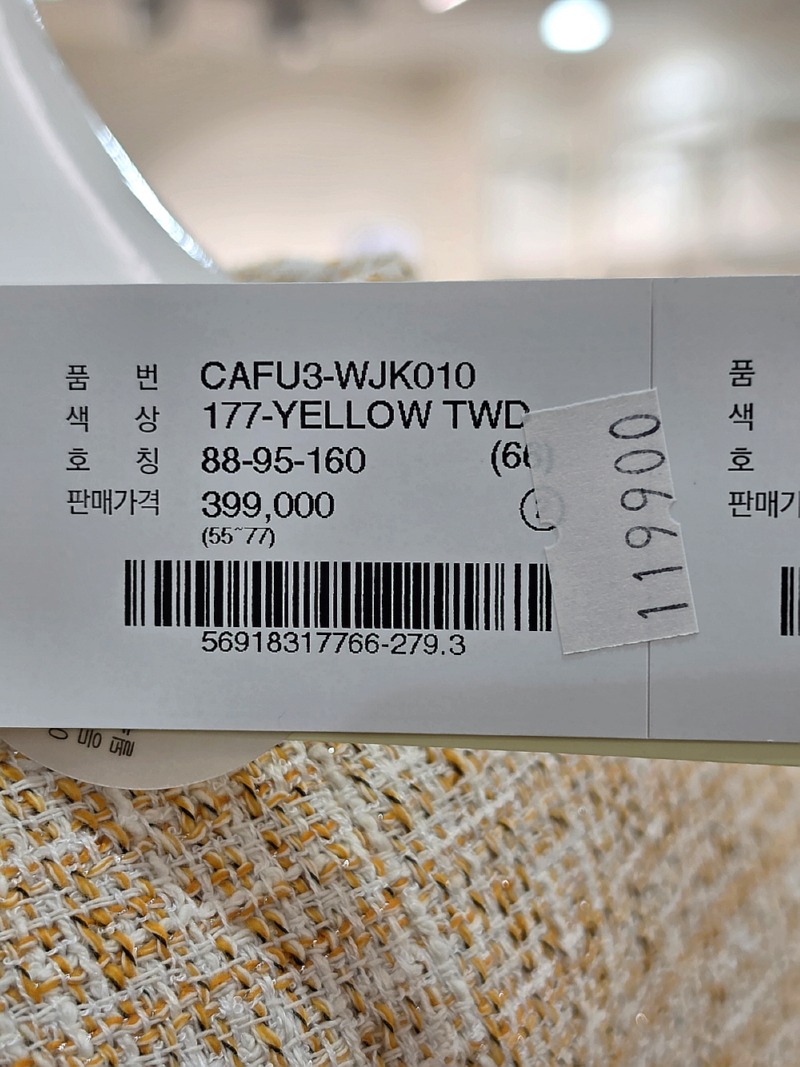 품 번 CAFU3-WJK010
색 상 177-YELLOW TWD
호 칭 88-95-160 (66)
판매가격 399,000
(55~77)
56918317766-279.3
119900
품
색
호
판매가